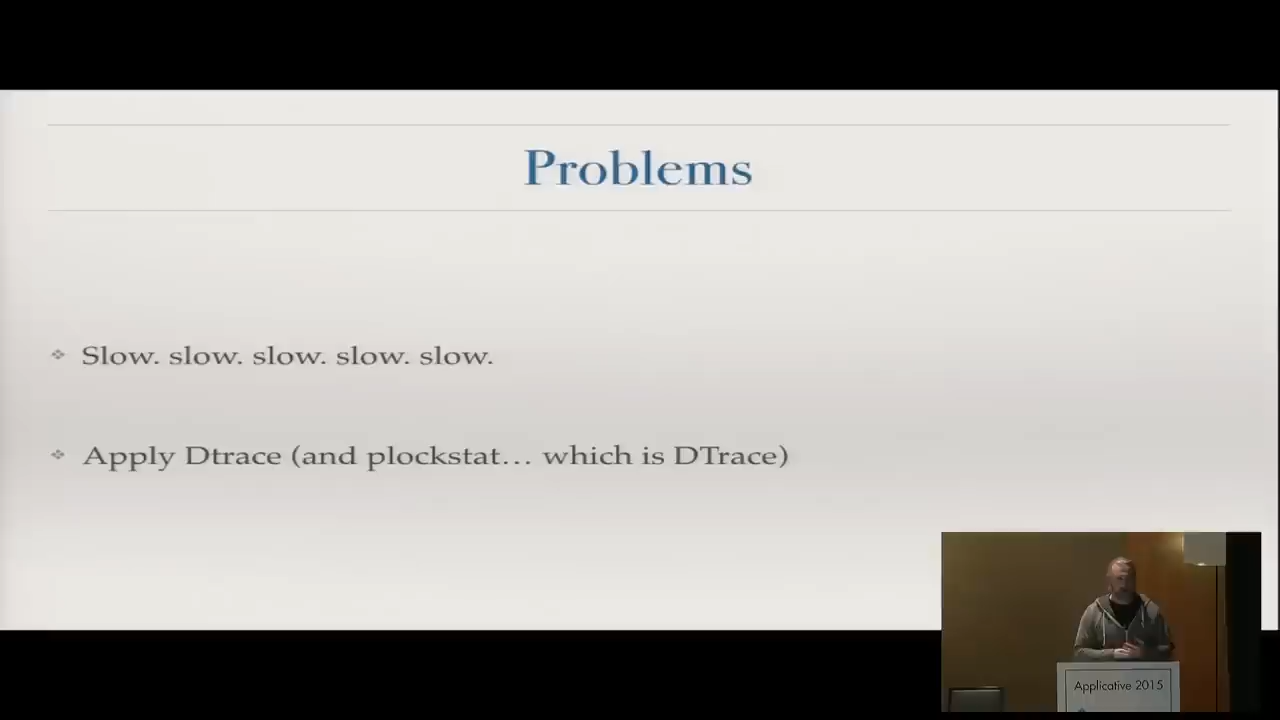 Problems
Slow. slow. slow. slow. slow.
Apply Dtrace (and plockstat… which is DTrace)
Applicative 2015